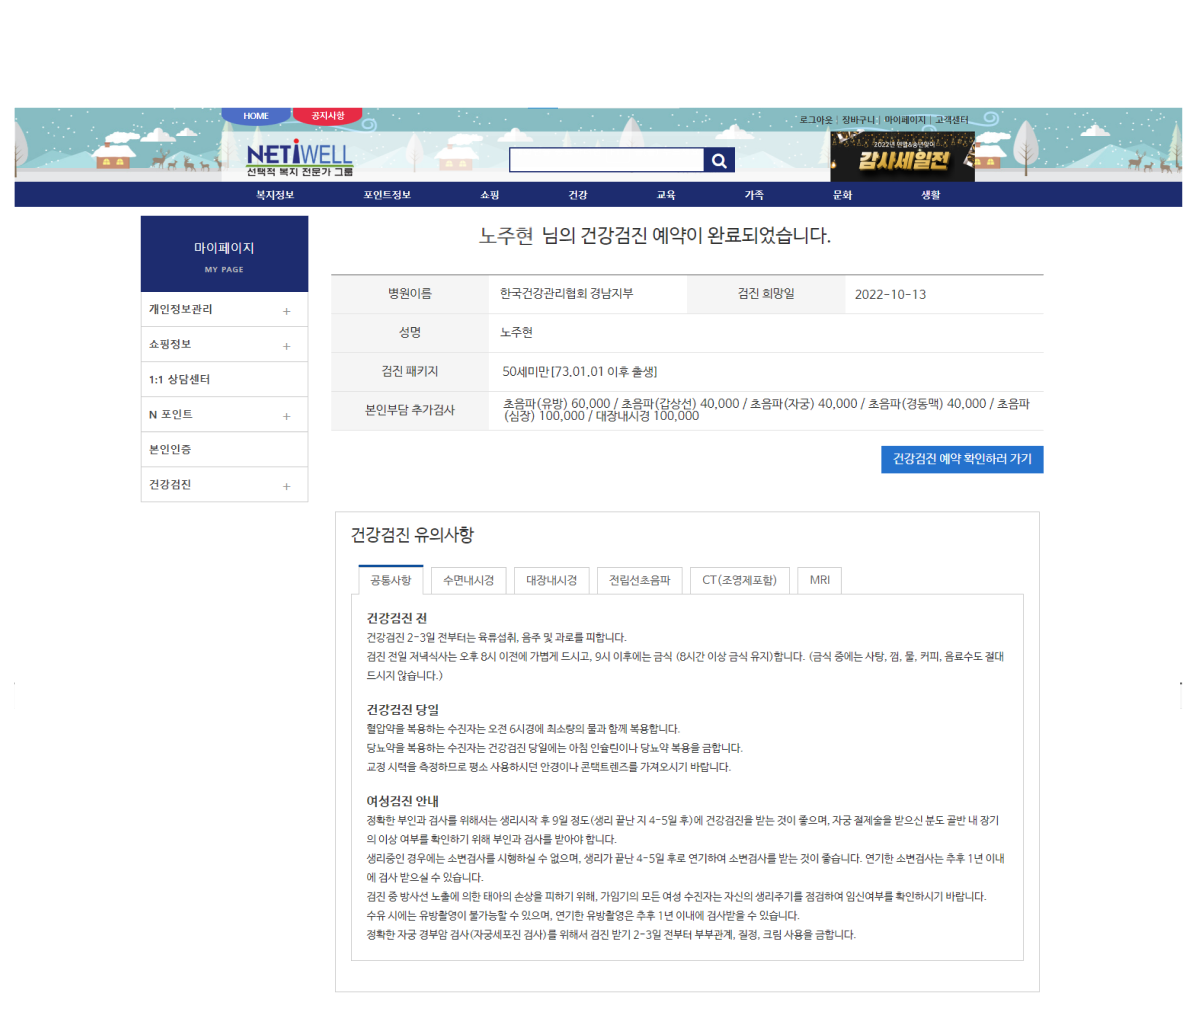 HOME 공지사항
로그아웃 | 장바구니 | 마이페이지 | 고객센터
NETiWELL
선택적 복지 전문가 그룹
감사세일전
복지정보 포인트정보 쇼핑 건강 교육 가족 문화 생활
마이페이지
MY PAGE
개인정보관리 +
쇼핑정보 +
1:1 상담센터
N 포인트 +
본인인증
건강검진 +
노주현 님의 건강검진 예약이 완료되었습니다.
병원이름 한국건강관리협회 경남지부 검진 희망일 2022-10-13
성명 노주현
검진 패키지 50세미만[73.01.01 이후 출생]
본인부담 추가검사 초음파(유방) 60,000 / 초음파(갑상선) 40,000 / 초음파(자궁) 40,000 / 초음파(경동맥) 40,000 / 초음파
(심장) 100,000 / 대장내시경 100,000
건강검진 예약 확인하러 가기
건강검진 유의사항
공통사항 수면내시경 대장내시경 전립선초음파 CT(조영제포함) MRI
건강검진 전
건강검진 2-3일 전부터는 육류섭취, 음주 및 과로를 피합니다.
검진 전일 저녁식사는 오후 8시 이전에 가볍게 드시고, 9시 이후에는 금식 (8시간 이상 금식 유지)합니다. (금식 중에는 사탕, 껌, 물, 커피, 음료수도 절대
드시지 않습니다.)
건강검진 당일
혈압약을 복용하는 수진자는 오전 6시경에 최소량의 물과 함께 복용합니다.
당뇨약을 복용하는 수진자는 건강검진 당일에는 아침 인슐린이나 당뇨약 복용을 금합니다.
교정 시력을 측정하므로 평소 사용하시던 안경이나 콘택트렌즈를 가져오시기 바랍니다.
여성검진 안내
정확한 부인과 검사를 위해서는 생리시작 후 9일 정도(생리 끝난 지 4-5일 후)에 건강검진을 받는 것이 좋으며, 자궁 절제술을 받으신 분도 골반 내 장기
의 이상 여부를 확인하기 위해 부인과 검사를 받아야 합니다.
생리중인 경우에는 소변검사를 시행하실 수 없으며, 생리가 끝난 4-5일 후로 연기하여 소변검사를 받는 것이 좋습니다. 연기한 소변검사는 추후 1년 이내
에 검사 받으실 수 있습니다.
검진 중 방사선 노출에 의한 태아의 손상을 피하기 위해, 가임기의 모든 여성 수진자는 자신의 생리주기를 점검하여 임신여부를 확인하시기 바랍니다.
수유 시에는 유방촬영이 불가능할 수 있으며, 연기한 유방촬영은 추후 1년 이내에 검사받을 수 있습니다.
정확한 자궁 경부암 검사(자궁세포진 검사)를 위해서 검진 받기 2-3일 전부터 부부관계, 질정, 크림 사용을 금합니다.